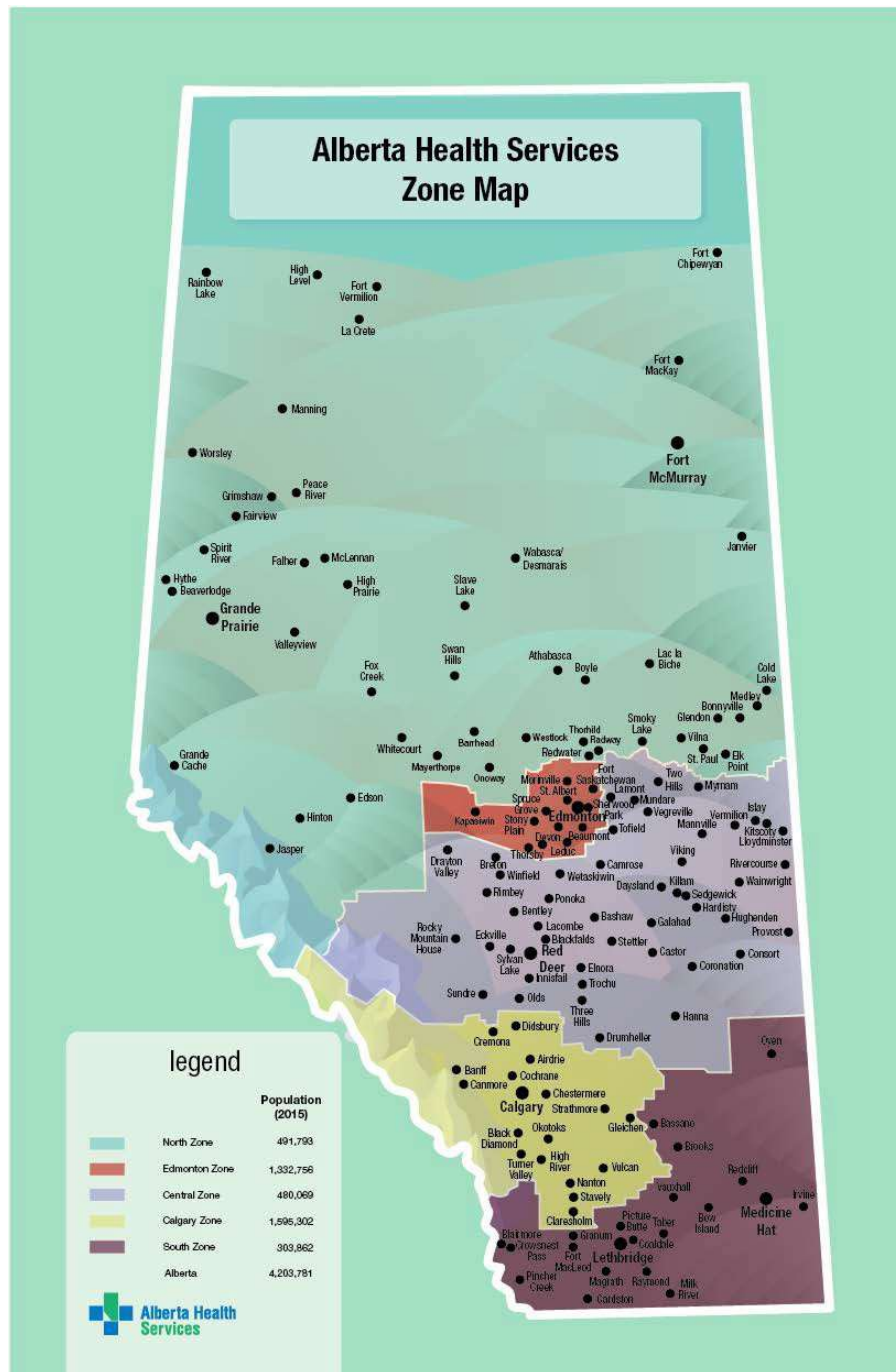 Alberta Health Services
Zone Map
Fort
Chipewyan
Rainbow
Lake
High
Level
Fort
Vermilion
La Crete
Fort
MacKay
Manning
Fort
McMurray
Worsley
Peace
River
Grimshaw
Fairview
Janvier
Spirit
River
Falher
McLennan
Wabasca/
Desmarais
Hythe
Beaverlodge
High
Prairie
Slave
Lake
Grande
Prairie
Valleyview
Swan
Hills
Athabasca
Boyle
Lac la
Biche
Cold
Lake
Fox
Creek
Medley
Bonnyville
Glendon
Smoky
Lake
Vilna
St. Paul
Elk
Point
Whitecourt
Barrhead
Westlock
Thorhild
Radway
Redwater
Mayerthorpe
Onoway
Grande
Cache
Edson
Hinton
Jasper
Morinville
Fort
Saskatchewan
St. Albert
Lamont
Two
Hills
Myrnam
Mundare
Spruce
Grove
Sherwood
Park
Vegreville
Kapasiwin
Stony
Plain
Edmonton
Devon
Beaumont
Tofield
Leduc
Thorsby
Mannville
Vermilion
Islay
Kitscoty
Lloydminster
Drayton
Valley
Breton
Winfield
Wetaskiwin
Camrose
Viking
Rivercourse
Daysland
Killam
Sedgewick
Wainwright
Rimbey
Ponoka
Hardisty
Bentley
Bashaw
Galahad
Hughenden
Provost
Rocky
Mountain
House
Eckville
Lacombe
Blackfalds
Stettler
Castor
Consort
Sylvan
Lake
Red
Deer
Coronation
Innisfail
Elnora
Trochu
Sundre
Olds
Three
Hills
Hanna
Didsbury
Cremona
Drumheller
Oyen
Airdrie
Banff
Cochrane
Canmore
Chestermere
Calgary
Strathmore
Gleichen
Bassano
Black
Diamond
Okotoks
Brooks
Turner
Valley
High
River
Vulcan
Redcliff
Nanton
Vauxhall
Irvine
Stavely
Medicine
Hat
Claresholm
Picture
Butte
Taber
Bow
Island
Granum
Blairmore
Crowsnest
Pass
Coaldale
Fort
MacLeod
Lethbridge
Pincher
Creek
Magrath
Raymond
Milk
River
Cardston
legend
Population
(2015)
North Zone 491,793
Edmonton Zone 1,332,756
Central Zone 480,069
Calgary Zone 1,595,302
South Zone 303,862
Alberta 4,203,781
Alberta Health
Services